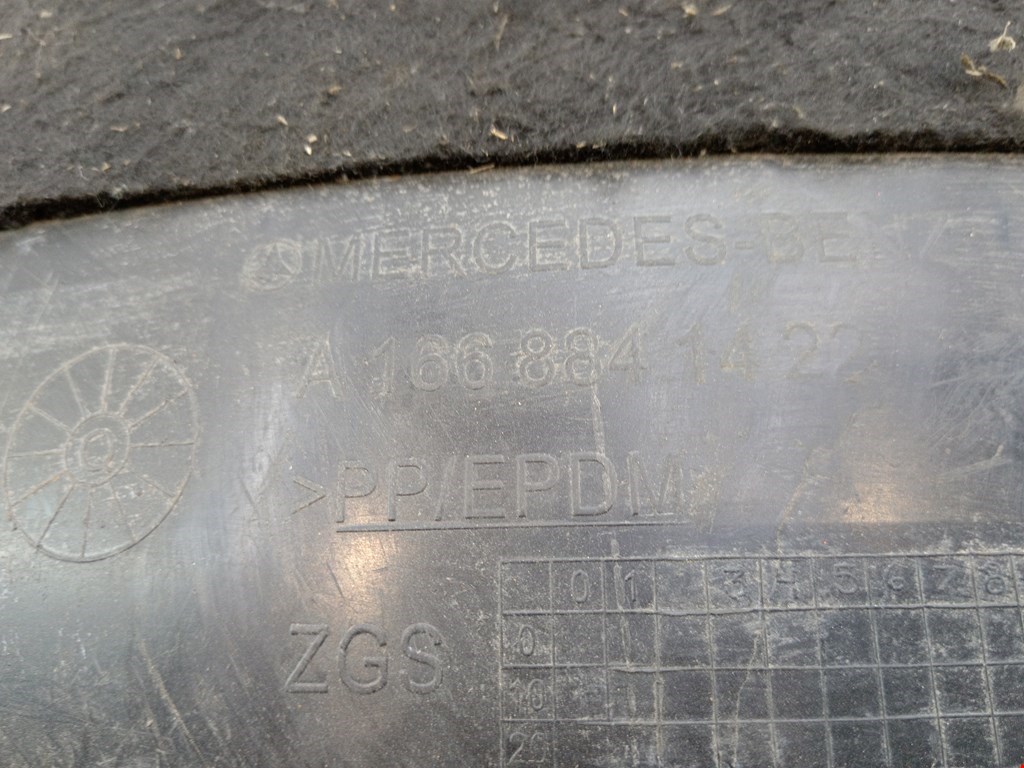 MERCEDES-BE
A 166 884 14 22
>PP/EPDM
ZGS
0 1 3 4 5 6 7 8
0
10
20